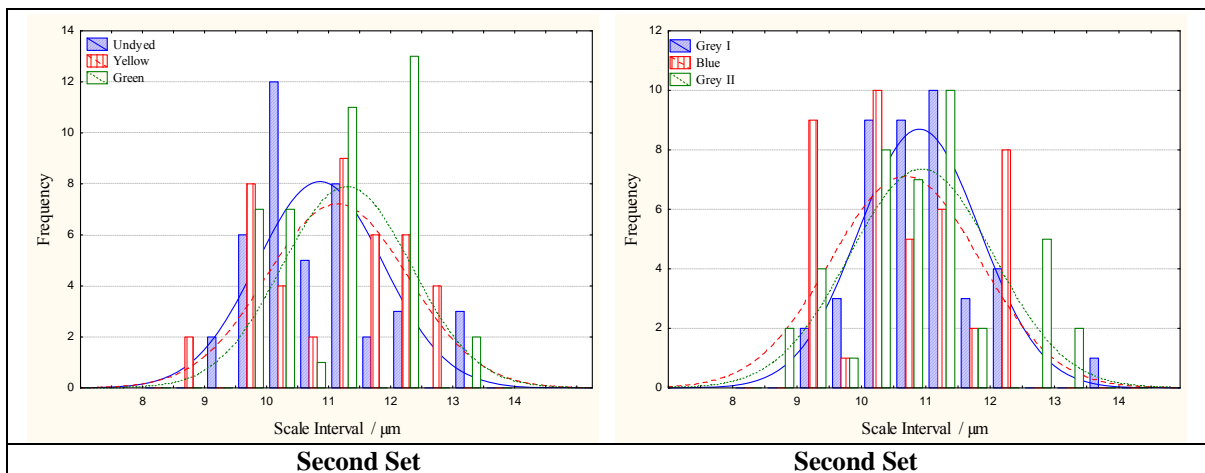 14
12
10
8
6
4
2
0
Frequency
Undyed
Yellow
Green
8 9 10 11 12 13 14
Scale Interval / μm
Second Set
12
10
8
6
4
2
0
Frequency
Grey I
Blue
Grey II
8 9 10 11 12 13 14
Scale Interval / μm
Second Set